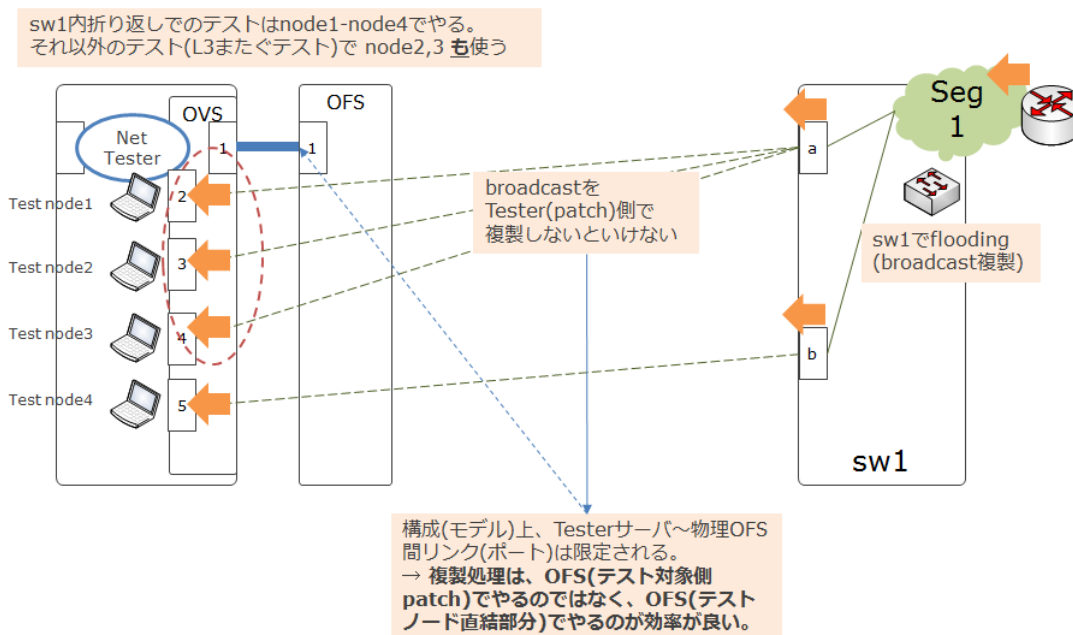 sw1内折り返しでのテストはnode1-node4でやる。
それ以外のテスト(L3またぐテスト)で node2,3 も使う
OVS
OFS
Net
Tester
1
1
Seg
1
a
Test node1
2
broadcastを
Tester(patch)側で
複製しないといけない
sw1でflooding
(broadcast複製)
Test node2
3
Test node3
4
b
Test node4
5
sw1
構成(モデル)上、Testerサーバ～物理OFS
間リンク(ポート)は限定される。
→ 複製処理は、OFS(テスト対象側
patch)でやるのではなく、OFS(テスト
ノード直結部分)でやるのが効率が良い。